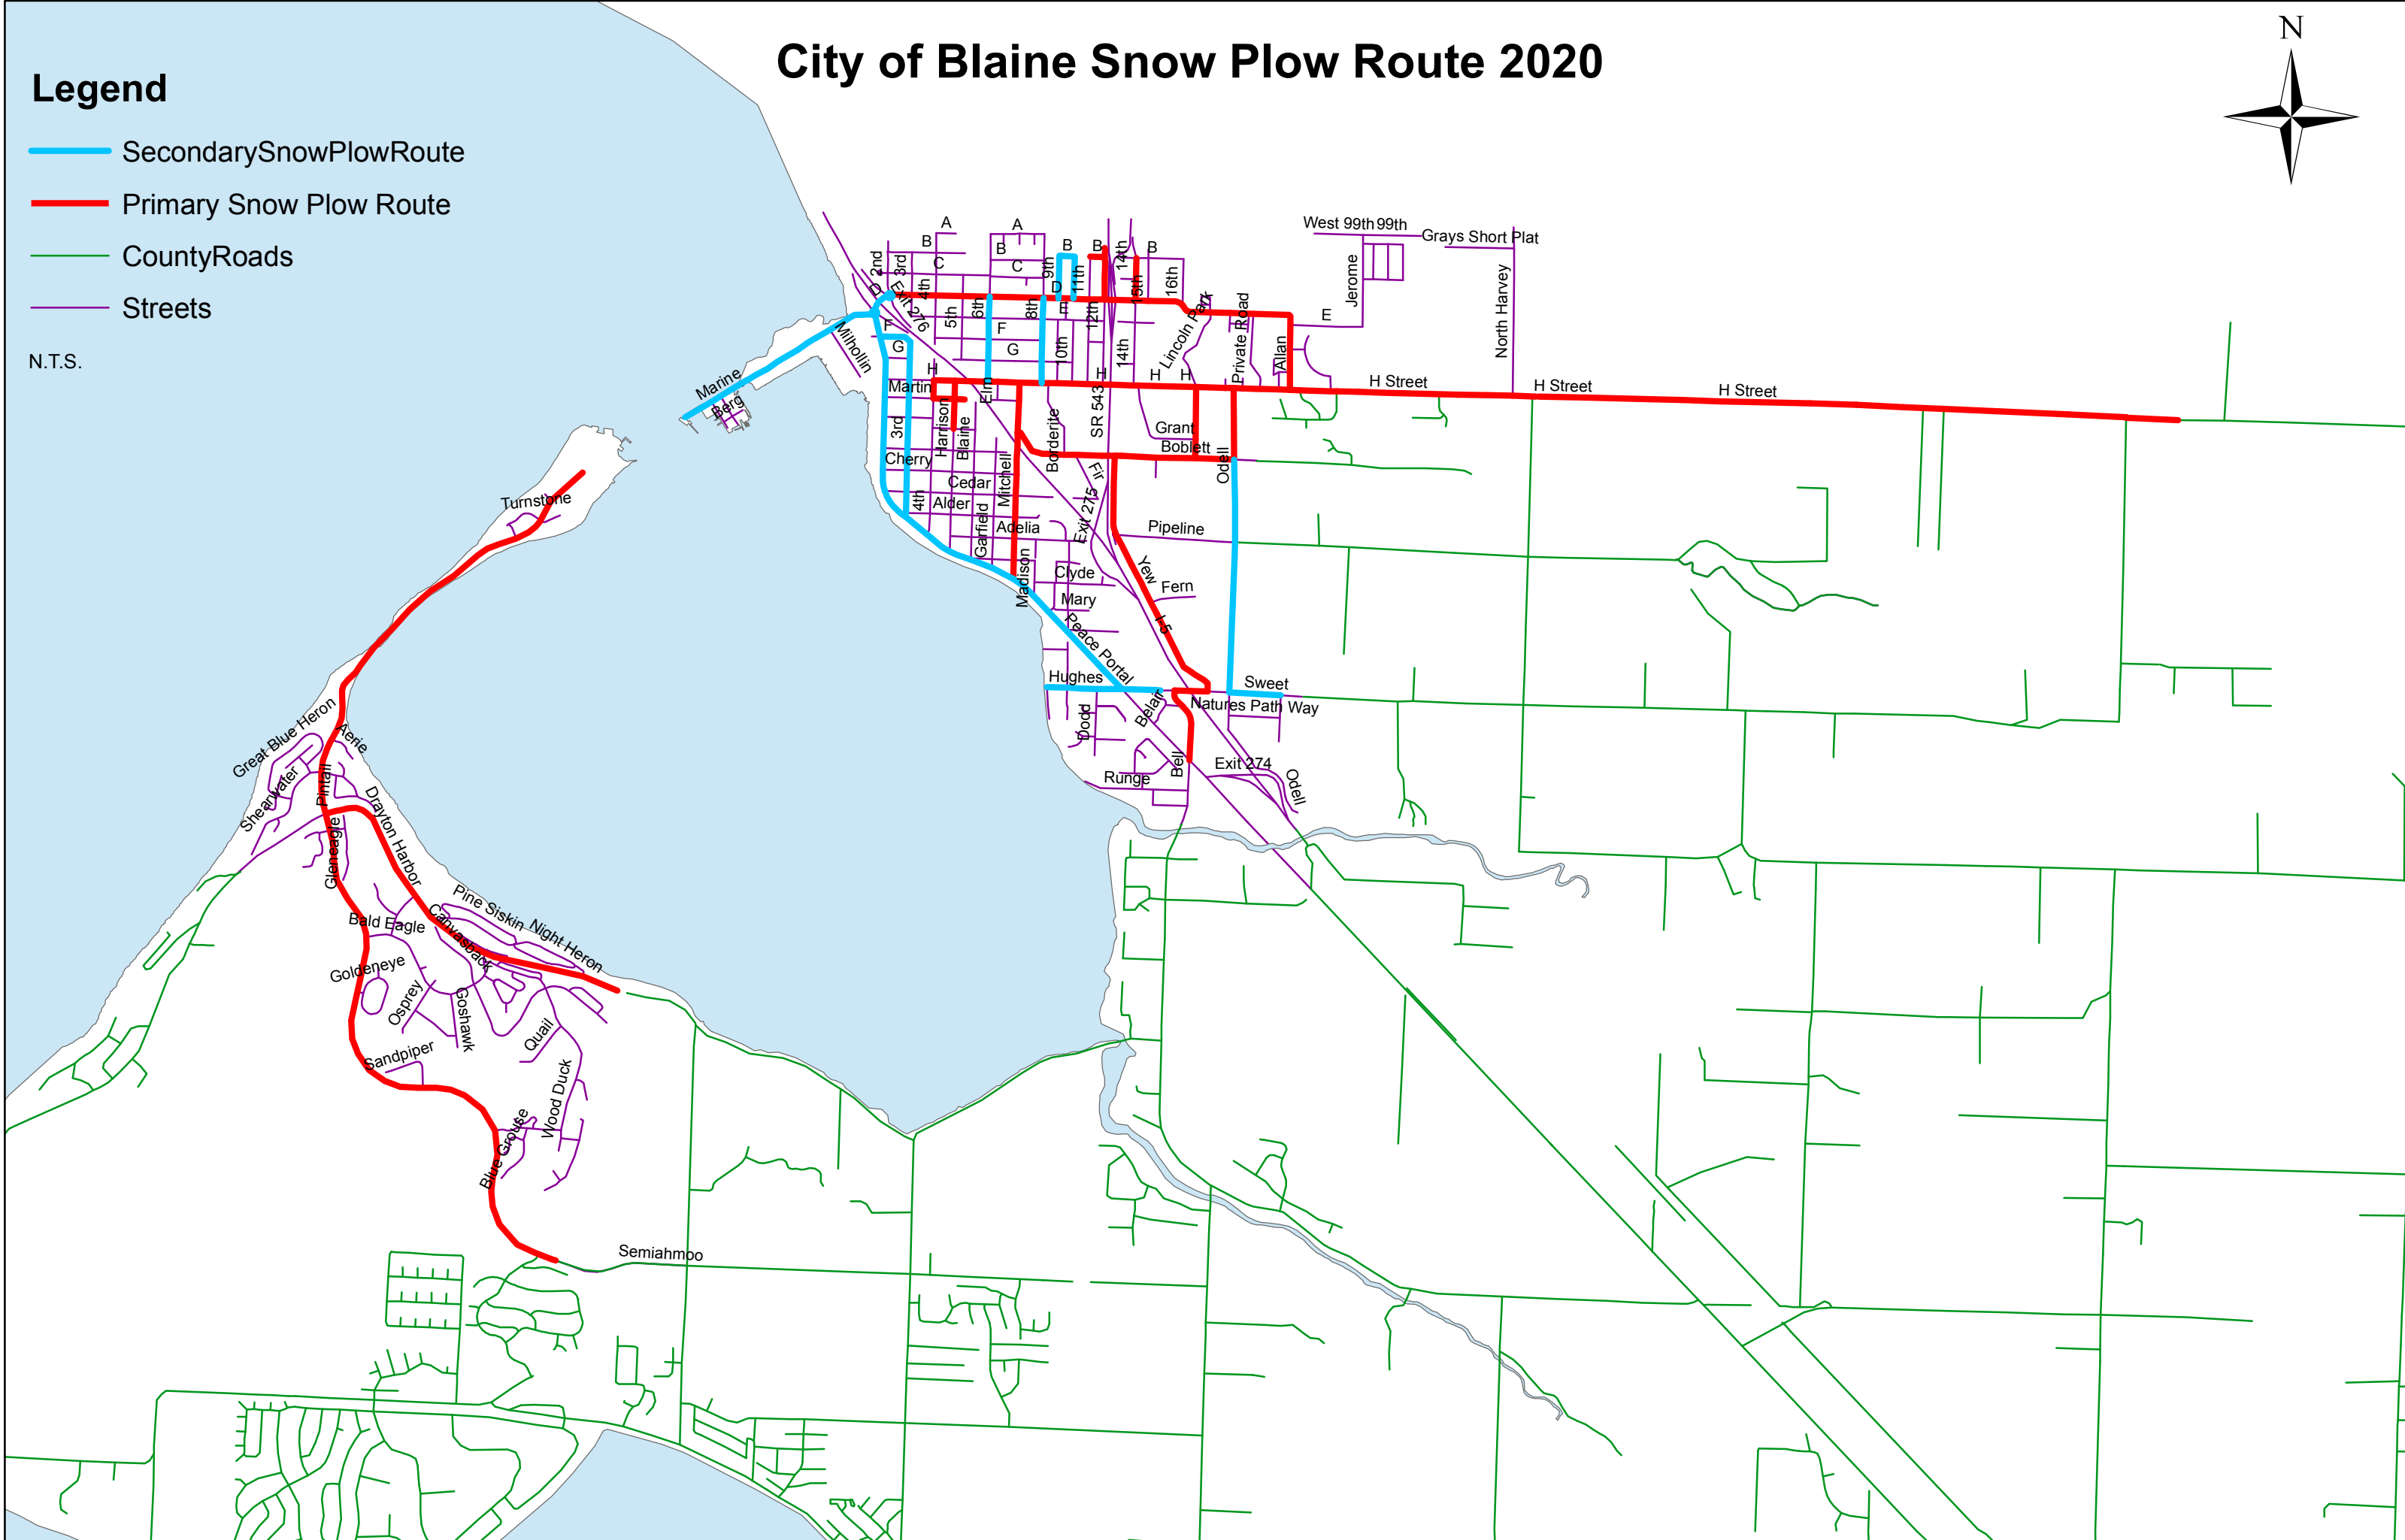 City of Blaine Snow Plow Route 2020
N
Legend
SecondarySnowPlowRoute
Primary Snow Plow Route
CountyRoads
Streets
N.T.S.
A
A
B
B
B
B
B
C
C
2nd
3rd
4th
5th
6th
8th
9th
10th
11th
12th
14th
14th
15th
16th
D
D
E
E
F
F
G
G
H
H
H
H
Exit 276
West 99th
99th
Grays Short Plat
Jerome
North Harvey
Lincoln Park
Private Road
Allan
H Street
H Street
H Street
Milhollin
Marine
Berg
Martin
Elm
Harrison
Blaine
3rd
4th
Cherry
Cedar
Alder
Mitchell
Garfield
Adelia
Madison
Borderite
SR 543
Grant
Boblett
Odell
Fir
Exit 275
Pipeline
Yew
Fern
Clyde
Mary
I-5
Peace Portal
Hughes
Sweet
Natures Path Way
Belair
Dodd
Bell
Runge
Exit 274
Odell
Turnstone
Great Blue Heron
Aerie
Shearwater
Pintail
Drayton Harbor
Gleneagle
Bald Eagle
Canvasback
Pine Siskin
Night Heron
Goldeneye
Osprey
Goshawk
Quail
Sandpiper
Wood Duck
Blue Grouse
Semiahmoo